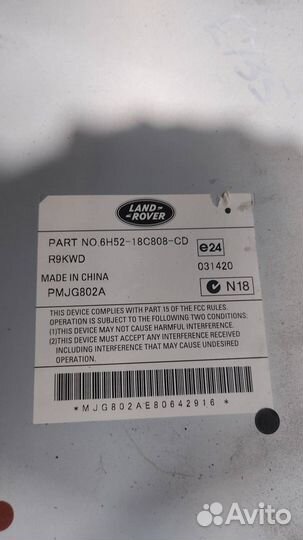 LAND-
ROVER
PART NO.6H52-18C808-CD
e24
R9KWD
031420
MADE IN CHINA
PMJG802A
N18
THIS DEVICE COMPLIES WITH PART 15 OF THE FCC RULES.
OPERATION IS SUBJECT TO THE FOLLOWING TWO CONDITIONS:
(1)THIS DEVICE MAY NOT CAUSE HARMFUL INTERFERENCE.
(2)THIS DEVICE MUST ACCEPT ANY INTERFERENCE RECEIVED
INCLUDING INTERFERENCE THAT MAY CAUSE UNDESIRED
OPERATION.
*MJG802AE80642916*
Avito